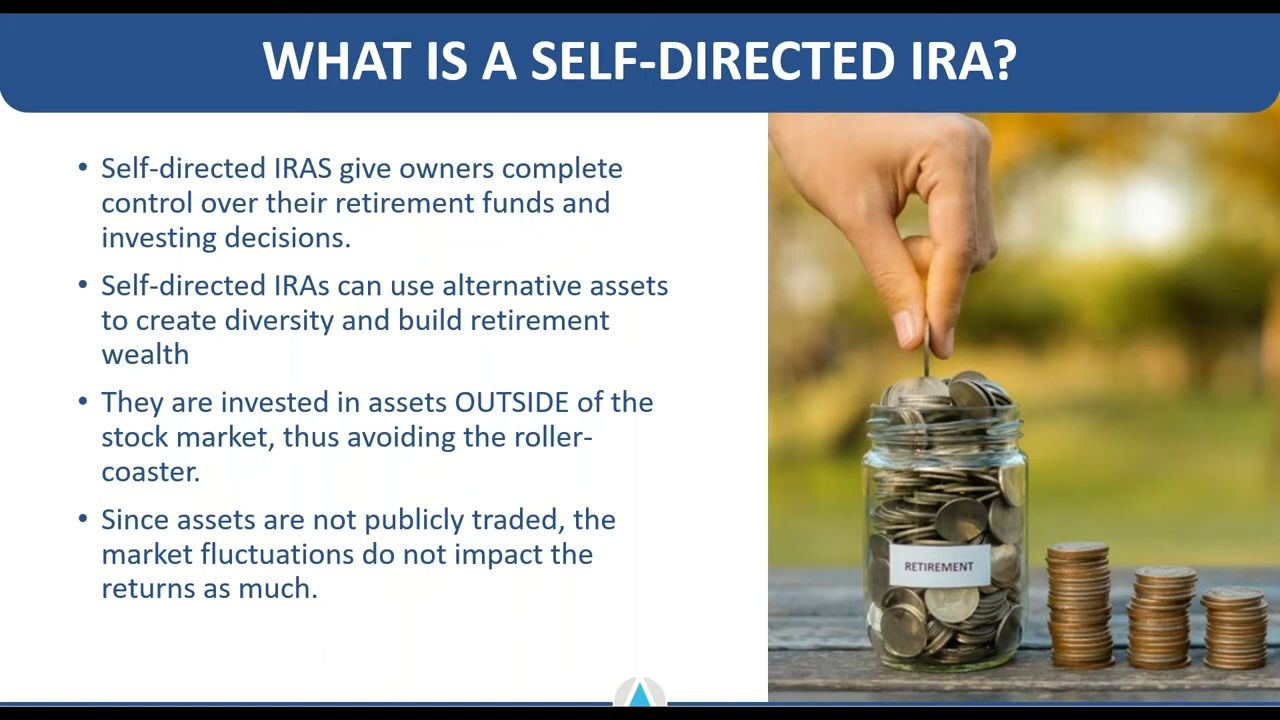 WHAT IS A SELF-DIRECTED IRA?
• Self-directed IRAS give owners complete
control over their retirement funds and
investing decisions.
• Self-directed IRAs can use alternative assets
to create diversity and build retirement
wealth
• They are invested in assets OUTSIDE of the
stock market, thus avoiding the roller-
coaster.
• Since assets are not publicly traded, the
market fluctuations do not impact the
returns as much.
RETIREMENT